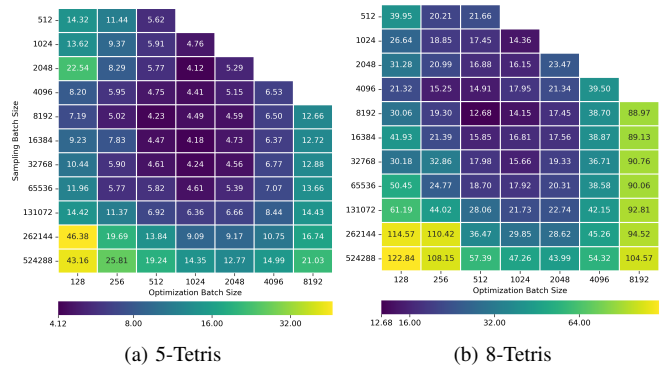 512 14.32 11.44 5.62
1024 13.62 9.37 5.91 4.76
2048 22.54 8.29 5.77 4.12 5.29
4096 8.20 5.95 4.75 4.41 5.15 6.53
8192 7.19 5.02 4.23 4.49 4.59 6.50 12.66
16384 9.23 7.83 4.47 4.18 4.73 6.37 12.72
32768 10.44 5.90 4.61 4.24 4.56 6.77 12.88
65536 11.96 5.77 5.82 4.61 5.39 7.07 13.66
131072 14.42 11.37 6.92 6.36 6.66 8.44 14.43
262144 46.38 19.69 13.84 9.09 9.17 10.75 16.74
524288 43.16 25.81 19.24 14.35 12.77 14.99 21.03
Sampling Batch Size
128 256 512 1024 2048 4096 8192
Optimization Batch Size
4.12 8.00 16.00 32.00
(a) 5-Tetris
512 39.95 20.21 21.66
1024 26.64 18.85 17.45 14.36
2048 31.28 20.99 16.88 16.15 23.47
4096 21.32 15.25 14.91 17.95 21.34 39.50
8192 30.06 19.30 12.68 14.15 17.45 38.70 88.97
16384 41.93 21.39 15.85 16.81 17.56 38.87 89.13
32768 30.18 32.86 17.98 15.66 19.33 36.71 90.76
65536 50.45 24.77 18.70 17.92 20.31 38.58 90.06
131072 61.19 44.02 28.06 21.73 22.74 42.15 92.81
262144 114.57 110.42 36.47 29.85 28.62 45.26 94.52
524288 122.84 108.15 57.39 47.26 43.99 54.32 104.57
128 256 512 1024 2048 4096 8192
Optimization Batch Size
12.68 16.00 32.00 64.00
(b) 8-Tetris